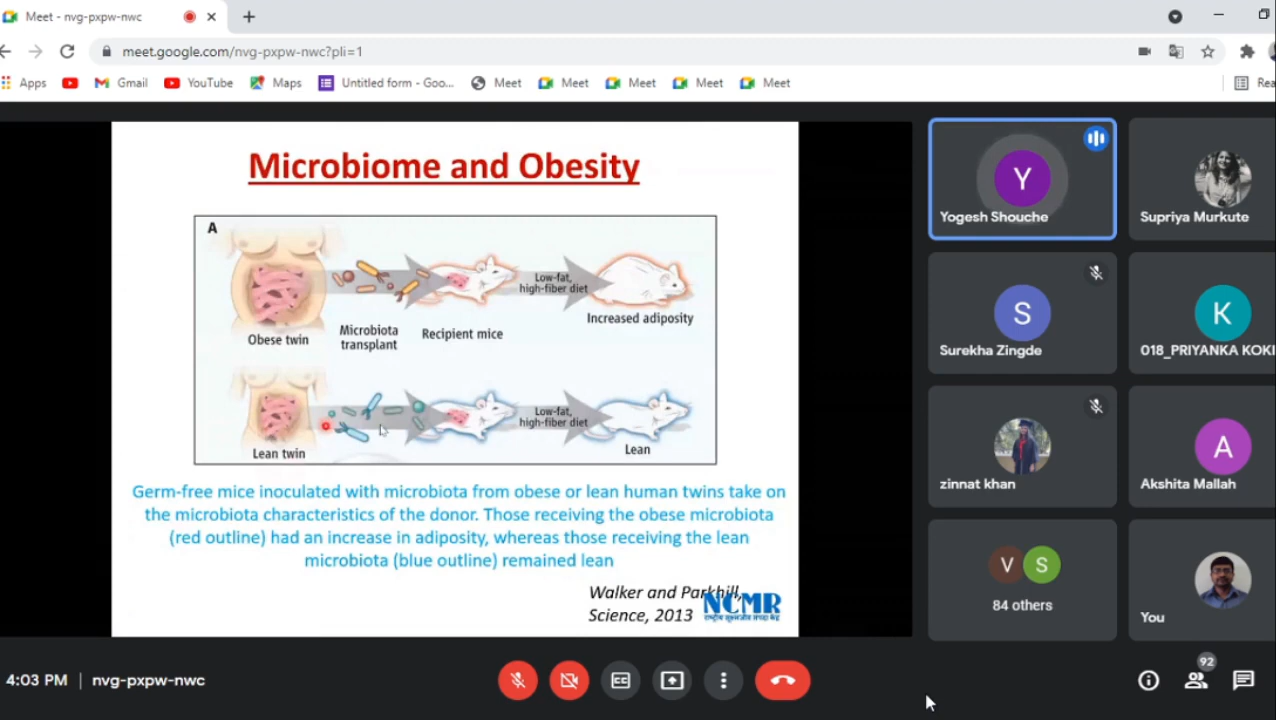 Meet - nvg-pxpw-nwc
meet.google.com/nvg-pxpw-nwc?pli=1
Apps
Gmail
YouTube
Maps
Untitled form - Goo...
Meet
Meet
Meet
Meet
Meet
Rea
Microbiome and Obesity
A
Obese twin
Microbiota
transplant
Recipient mice
Low-fat,
high-fiber diet
Increased adiposity
Lean twin
Low-fat,
high-fiber diet
Lean
Germ-free mice inoculated with microbiota from obese or lean human twins take on
the microbiota characteristics of the donor. Those receiving the obese microbiota
(red outline) had an increase in adiposity, whereas those receiving the lean
microbiota (blue outline) remained lean
Walker and Parkhill,
Science, 2013
NCMR
Y
Yogesh Shouche
Supriya Murkute
S
Surekha Zingde
K
018_PRIYANKA KOKI
zinnat khan
A
Akshita Mallah
V S
84 others
You
4:03 PM | nvg-pxpw-nwc
92